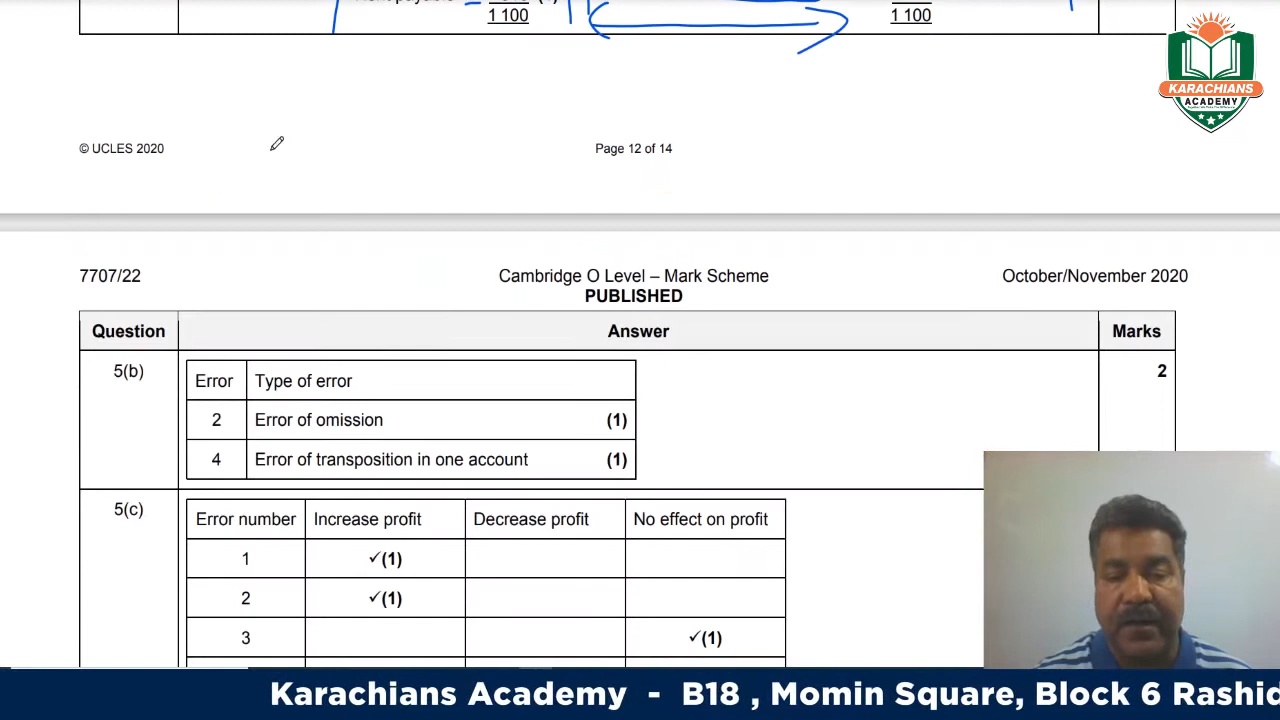 1 100 1 100
KARACHIANS
ACADEMY
© UCLES 2020 Page 12 of 14
7707/22 Cambridge O Level – Mark Scheme October/November 2020
PUBLISHED
Question Answer Marks
5(b) 2
Error Type of error
2 Error of omission (1)
4 Error of transposition in one account (1)
5(c)
Error number Increase profit Decrease profit No effect on profit
1 ✓(1)
2 ✓(1)
3 ✓(1)
Karachians Academy - B18 , Momin Square, Block 6 Rashid